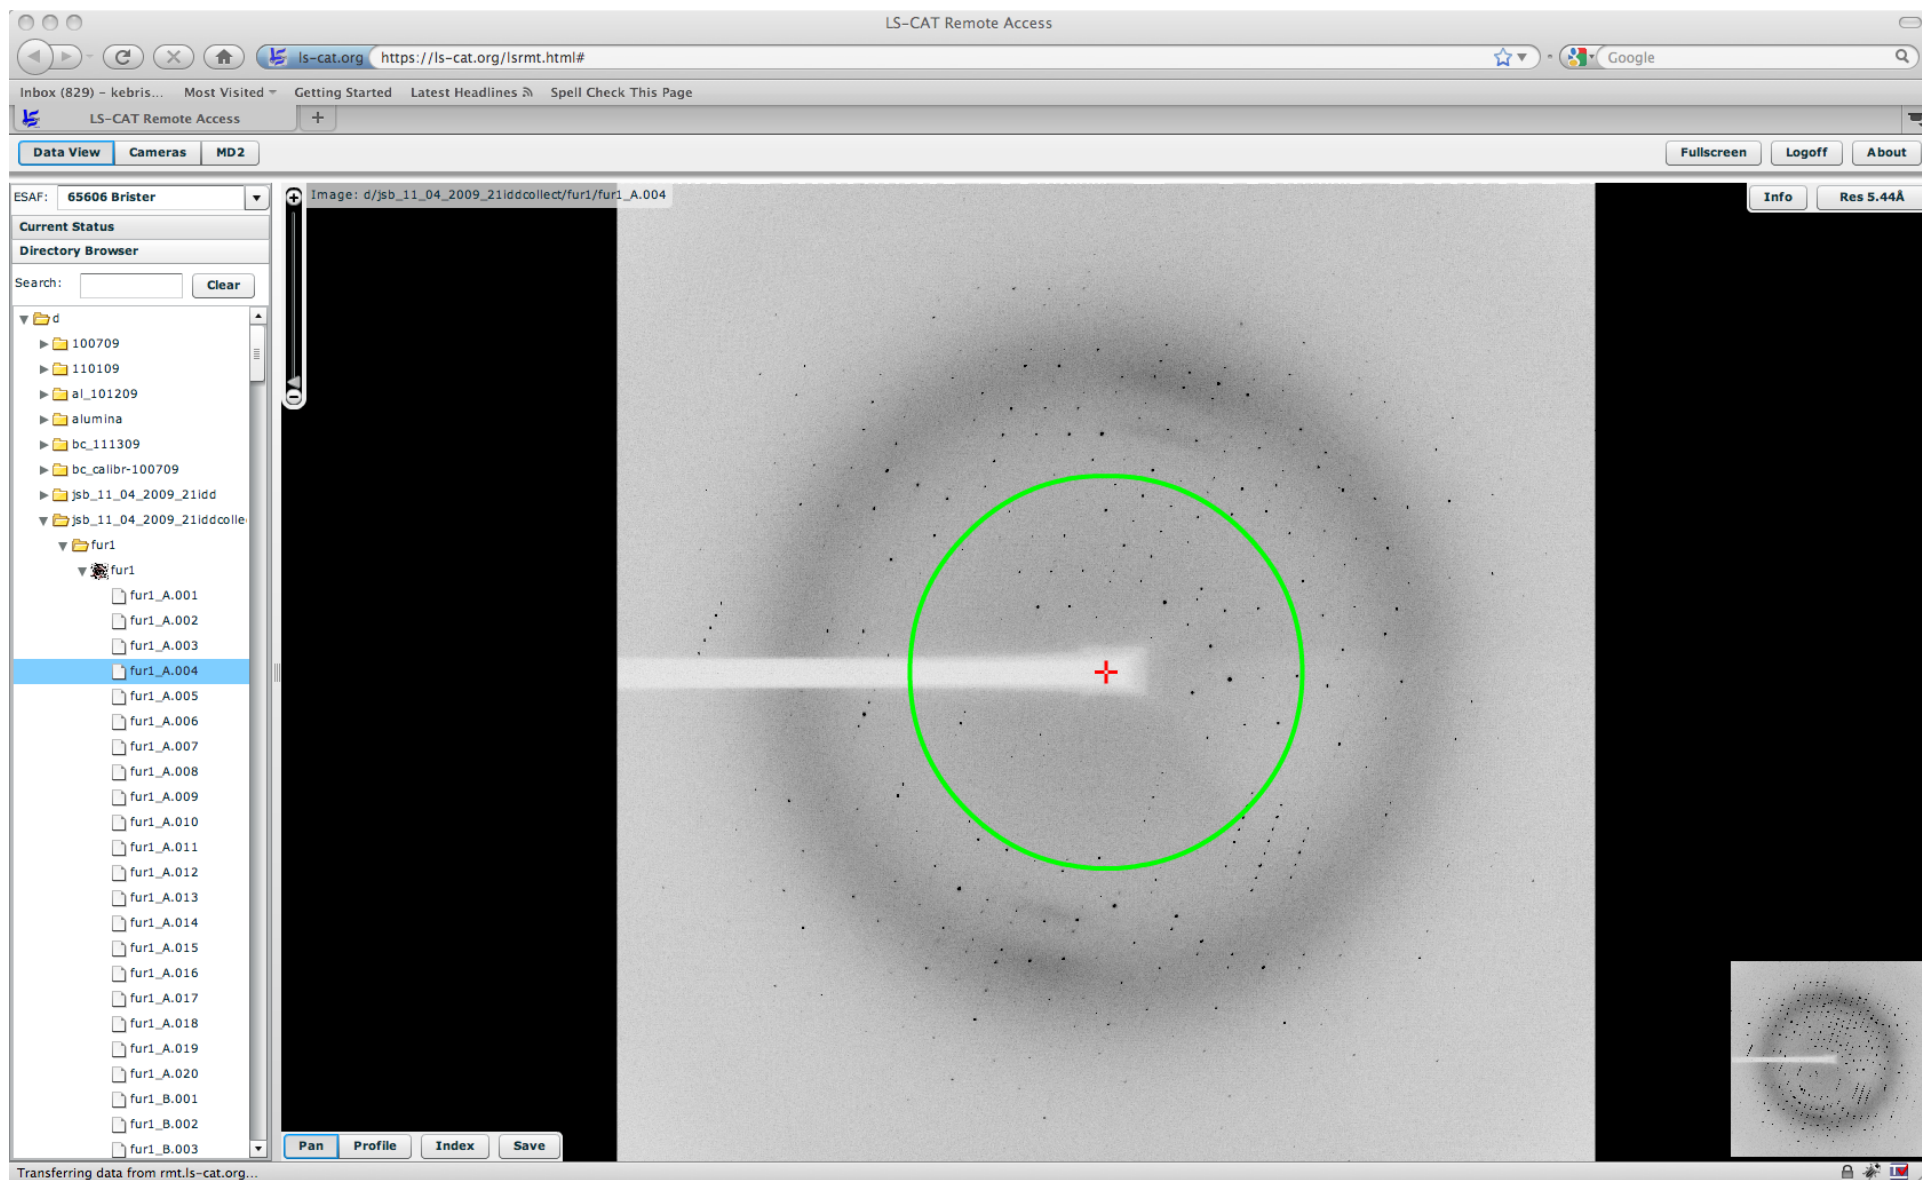 LS-CAT Remote Access
ls-cat.org https://ls-cat.org/lsrmt.html# Google
Inbox (829) - kebris... Most Visited Getting Started Latest Headlines Spell Check This Page
LS-CAT Remote Access +
Data View Cameras MD2 Fullscreen Logoff About
ESAF: 65606 Brister
Image: d/jsb_11_04_2009_21iddcollect/fur1/fur1_A.004
Info Res 5.44Å
Current Status
Directory Browser
Search: Clear
d
100709
110109
al_101209
alumina
bc_111309
bc_calibr-100709
jsb_11_04_2009_21idd
jsb_11_04_2009_21iddcolle
fur1
fur1
fur1_A.001
fur1_A.002
fur1_A.003
fur1_A.004
fur1_A.005
fur1_A.006
fur1_A.007
fur1_A.008
fur1_A.009
fur1_A.010
fur1_A.011
fur1_A.012
fur1_A.013
fur1_A.014
fur1_A.015
fur1_A.016
fur1_A.017
fur1_A.018
fur1_A.019
fur1_A.020
fur1_B.001
fur1_B.002
fur1_B.003
Pan Profile Index Save
Transferring data from rmt.ls-cat.org...